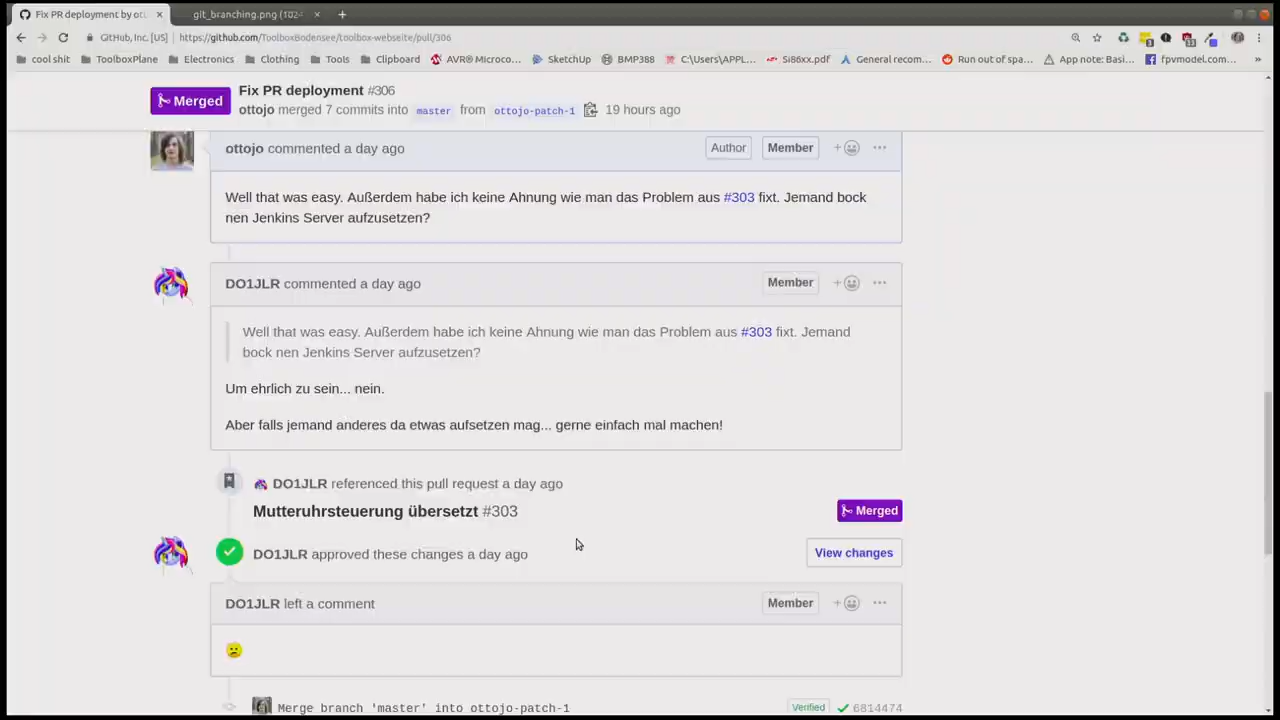 Fix PR deployment by ott
git_branching.png (1024
GitHub, Inc. [US] | https://github.com/ToolboxBodensee/toolbox-webseite/pull/306
cool shit ToolboxPlane Electronics Clothing Tools Clipboard AVR® Microco... SketchUp BMP388 C:\Users\APPL... Si86xx.pdf General recom... Run out of spa... App note: Basi... fpvmodel.com... »
Merged
Fix PR deployment #306
ottojo merged 7 commits into master from ottojo-patch-1 19 hours ago
ottojo commented a day ago Author Member
Well that was easy. Außerdem habe ich keine Ahnung wie man das Problem aus #303 fixt. Jemand bock
nen Jenkins Server aufzusetzen?
DO1JLR commented a day ago Member
Well that was easy. Außerdem habe ich keine Ahnung wie man das Problem aus #303 fixt. Jemand
bock nen Jenkins Server aufzusetzen?
Um ehrlich zu sein... nein.
Aber falls jemand anderes da etwas aufsetzen mag... gerne einfach mal machen!
DO1JLR referenced this pull request a day ago
Mutteruhrsteuerung übersetzt #303 Merged
DO1JLR approved these changes a day ago View changes
DO1JLR left a comment Member
Merge branch 'master' into ottojo-patch-1 Verified 6814474